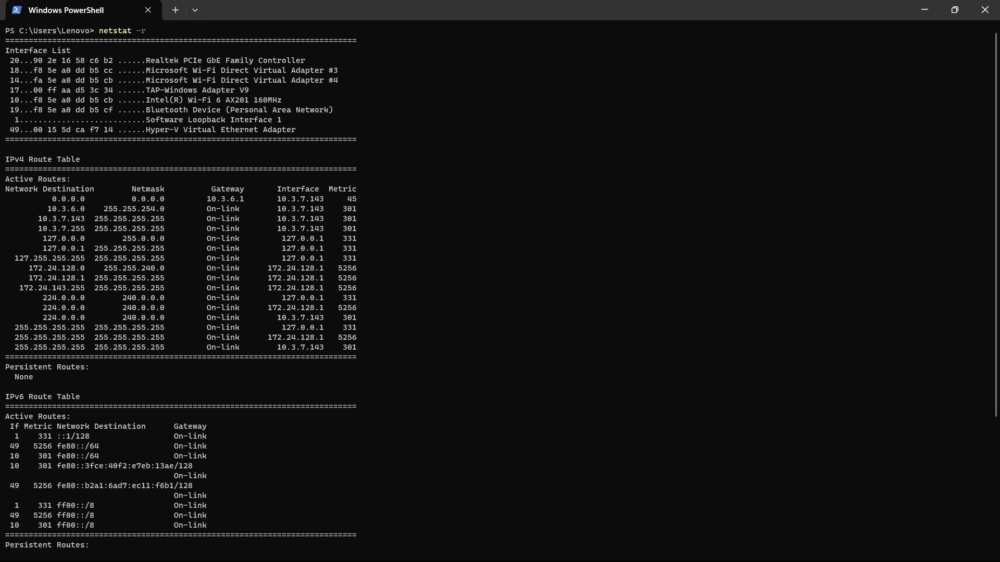 Windows PowerShell
PS C:\Users\Lenovo> netstat -r
===========================================================================
Interface List
 20...90 2e 16 58 c6 b2 ......Realtek PCIe GbE Family Controller
 18...f8 5e a0 dd b5 cc ......Microsoft Wi-Fi Direct Virtual Adapter #3
 14...fa 5e a0 dd b5 cb ......Microsoft Wi-Fi Direct Virtual Adapter #4
 17...00 ff aa d5 3c 34 ......TAP-Windows Adapter V9
 10...f8 5e a0 dd b5 cb ......Intel(R) Wi-Fi 6 AX201 160MHz
 19...f8 5e a0 dd b5 cf ......Bluetooth Device (Personal Area Network)
  1...........................Software Loopback Interface 1
 49...00 15 5d ca f7 14 ......Hyper-V Virtual Ethernet Adapter
===========================================================================

IPv4 Route Table
===========================================================================
Active Routes:
Network Destination        Netmask          Gateway       Interface  Metric
          0.0.0.0          0.0.0.0         10.3.6.1       10.3.7.143     45
         10.3.6.0    255.255.254.0         On-link        10.3.7.143    301
       10.3.7.143  255.255.255.255         On-link        10.3.7.143    301
       10.3.7.255  255.255.255.255         On-link        10.3.7.143    301
        127.0.0.0        255.0.0.0         On-link         127.0.0.1    331
        127.0.0.1  255.255.255.255         On-link         127.0.0.1    331
  127.255.255.255  255.255.255.255         On-link         127.0.0.1    331
     172.24.128.0    255.255.240.0         On-link      172.24.128.1   5256
     172.24.128.1  255.255.255.255         On-link      172.24.128.1   5256
   172.24.143.255  255.255.255.255         On-link      172.24.128.1   5256
        224.0.0.0        240.0.0.0         On-link         127.0.0.1    331
        224.0.0.0        240.0.0.0         On-link      172.24.128.1   5256
        224.0.0.0        240.0.0.0         On-link        10.3.7.143    301
  255.255.255.255  255.255.255.255         On-link         127.0.0.1    331
  255.255.255.255  255.255.255.255         On-link      172.24.128.1   5256
  255.255.255.255  255.255.255.255         On-link        10.3.7.143    301
===========================================================================
Persistent Routes:
  None

IPv6 Route Table
===========================================================================
Active Routes:
 If Metric Network Destination      Gateway
  1    331 ::1/128                  On-link
 49   5256 fe80::/64                On-link
 10    301 fe80::/64                On-link
 10    301 fe80::3fce:40f2:e7eb:13ae/128
                                    On-link
 49   5256 fe80::b2a1:6ad7:ec11:f6b1/128
                                    On-link
  1    331 ff00::/8                 On-link
 49   5256 ff00::/8                 On-link
 10    301 ff00::/8                 On-link
===========================================================================
Persistent Routes: